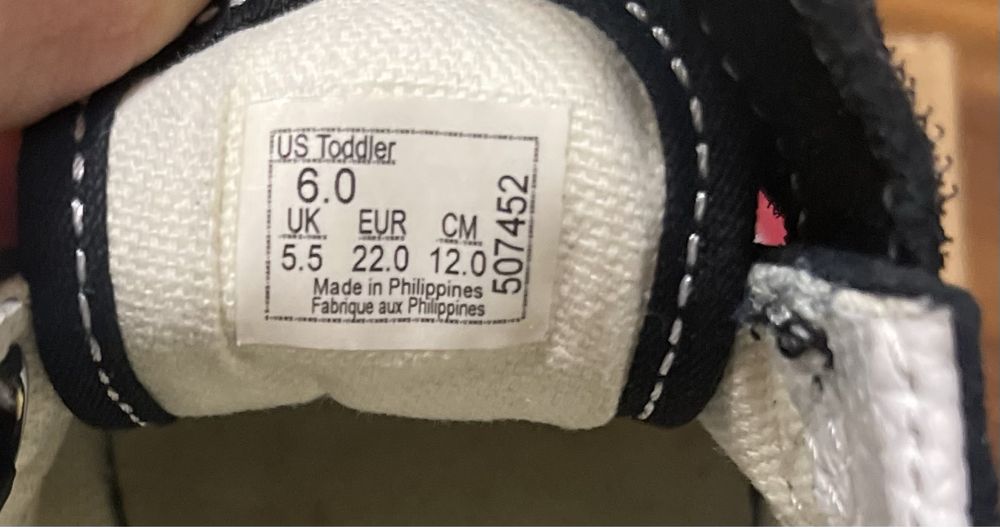 US Toddler
6.0
UK EUR CM
5.5 22.0 12.0
Made in Philippines
Fabrique aux Philippines
507452